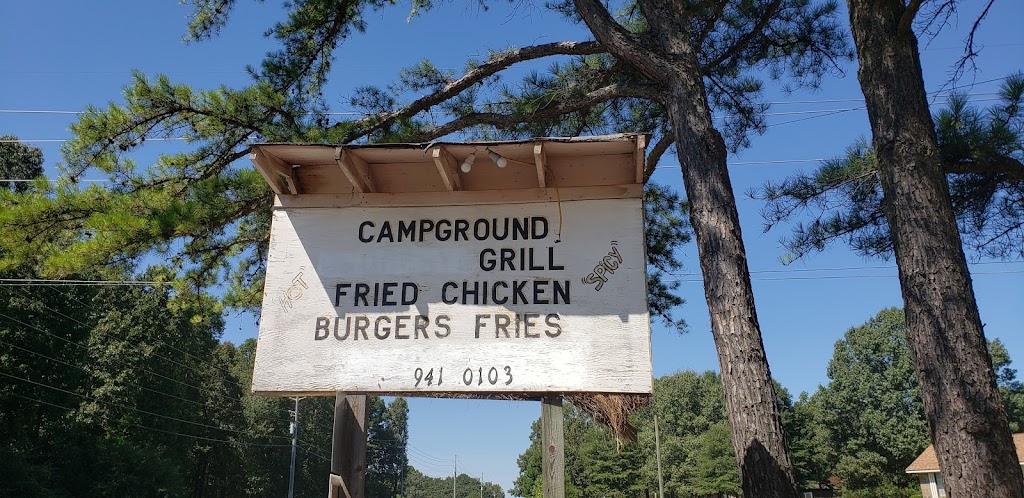 CAMPGROUND
GRILL
"HOT"
"SPICY"
FRIED CHICKEN
BURGERS FRIES
941 0103